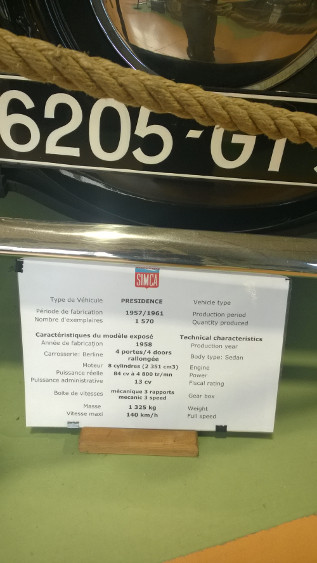 6205-GT
SIMCA
Type de Véhicule PRESIDENCE Vehicle type
Période de fabrication 1957/1961 Production period
Nombre d'exemplaires 1 570 Quantity produced
Caractéristiques du modèle exposé Technical characteristics
Année de fabrication 1958 Production year
Carrosserie: Berline 4 portes/4 doors Body type: Sedan
rallongée
Moteur 8 cylindres (2 351 cm3) Engine
Puissance réelle 84 cv à 4 800 tr/mn Power
Puissance administrative 13 cv Fiscal rating
Boite de vitesses mécanique 3 rapports Gear box
mecanic 3 speed
Masse 1 325 kg Weight
Vitesse maxi 140 km/h Full speed